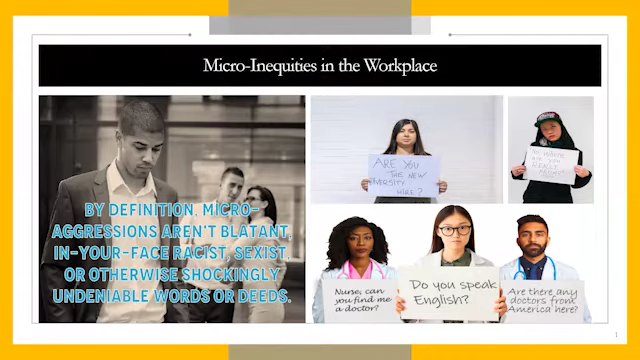 Micro-Inequities in the Workplace
BY DEFINITION, MICRO-
AGGRESSIONS AREN'T BLATANT,
IN-YOUR-FACE RACIST, SEXIST,
OR OTHERWISE SHOCKINGLY
UNDENIABLE WORDS OR DEEDS.
ARE YOU
THE NEW
DIVERSITY
HIRE?
Nurse, can
you find me
a doctor?
Do you speak
English?
Are there any
doctors from
America here?
1